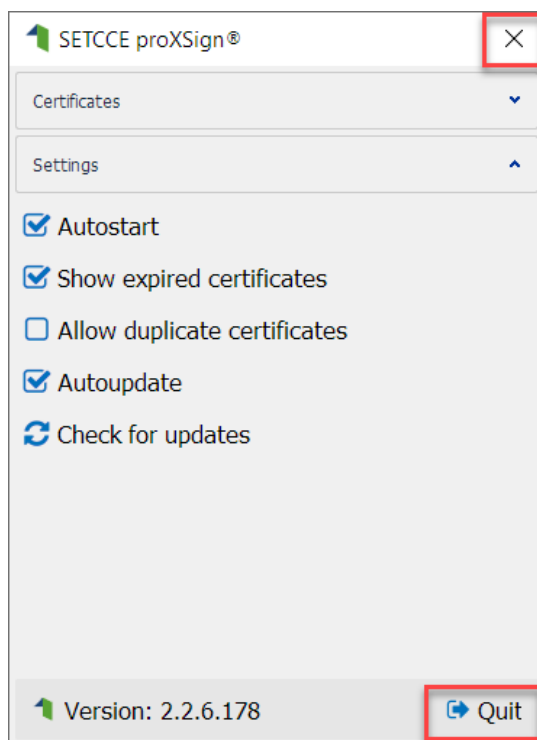 SETCCE proXSign®
Certificates
Settings
Autostart
Show expired certificates
Allow duplicate certificates
Autoupdate
Check for updates
Version: 2.2.6.178 Quit